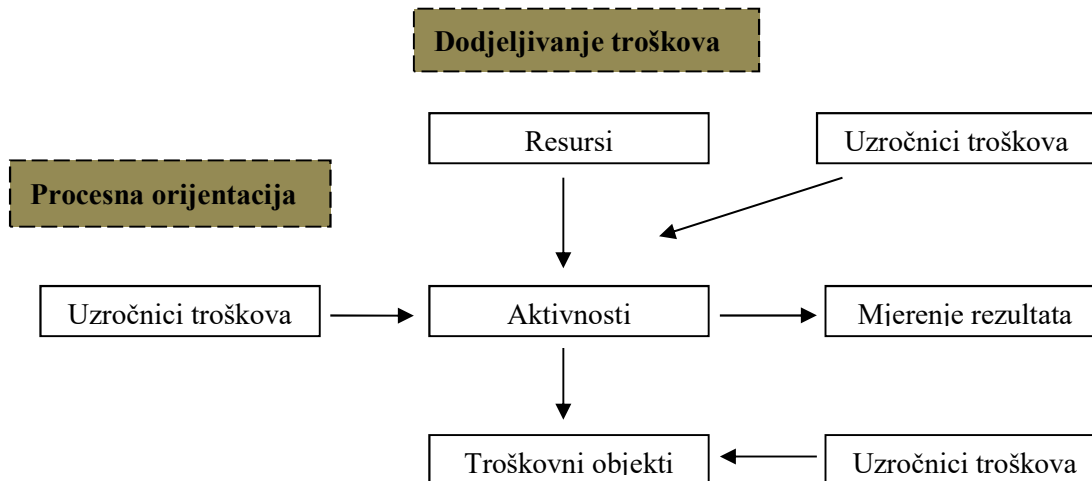 Dodjeljivanje troškova
Resursi
Uzročnici troškova
Procesna orijentacija
Uzročnici troškova
Aktivnosti
Mjerenje rezultata
Troškovni objekti
Uzročnici troškova